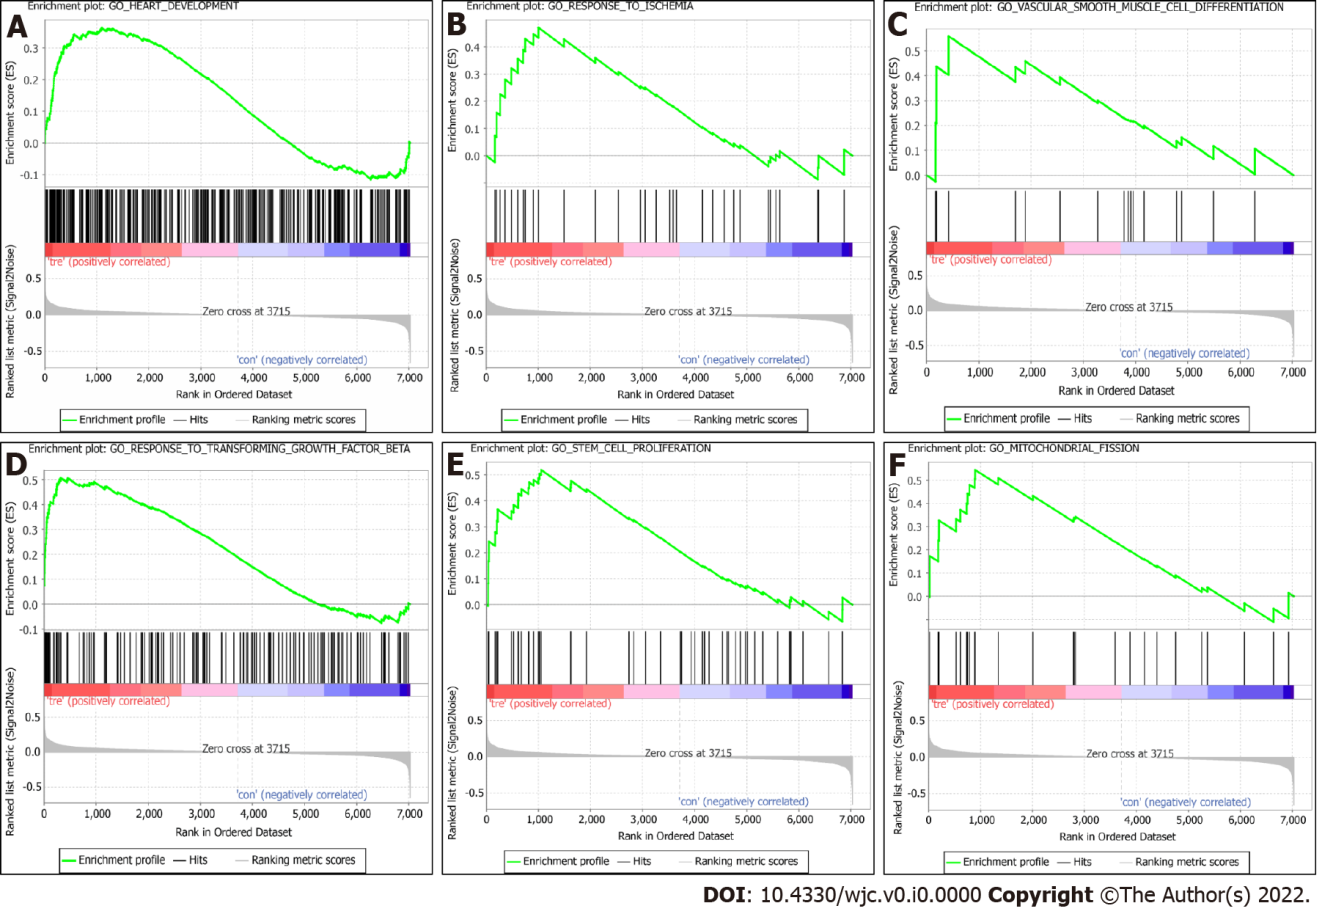 A
Enrichment plot: GO_HEART_DEVELOPMENT
Enrichment score (ES)
0.3
0.2
0.1
0.0
-0.1
'tre' (positively correlated)
Ranked list metric (Signal2Noise)
0.5
0.0
-0.5
Zero cross at 3715
'con' (negatively correlated)
0 1,000 2,000 3,000 4,000 5,000 6,000 7,000
Rank in Ordered Dataset
Enrichment profile Hits Ranking metric scores
B
Enrichment plot: GO_RESPONSE_TO_ISCHEMIA
Enrichment score (ES)
0.4
0.3
0.2
0.1
0.0
'tre' (positively correlated)
Ranked list metric (Signal2Noise)
0.5
0.0
-0.5
Zero cross at 3715
'con' (negatively correlated)
0 1,000 2,000 3,000 4,000 5,000 6,000 7,000
Rank in Ordered Dataset
Enrichment profile Hits Ranking metric scores
C
Enrichment plot: GO_VASCULAR_SMOOTH_MUSCLE_CELL_DIFFERENTIATION
Enrichment score (ES)
0.5
0.4
0.3
0.2
0.1
0.0
'tre' (positively correlated)
Ranked list metric (Signal2Noise)
0.5
0.0
-0.5
Zero cross at 3715
'con' (negatively correlated)
0 1,000 2,000 3,000 4,000 5,000 6,000 7,000
Rank in Ordered Dataset
Enrichment profile Hits Ranking metric scores
D
Enrichment plot: GO_RESPONSE_TO_TRANSFORMING_GROWTH_FACTOR_BETA
Enrichment score (ES)
0.5
0.4
0.3
0.2
0.1
0.0
-0.1
'tre' (positively correlated)
Ranked list metric (Signal2Noise)
0.5
0.0
-0.5
Zero cross at 3715
'con' (negatively correlated)
0 1,000 2,000 3,000 4,000 5,000 6,000 7,000
Rank in Ordered Dataset
Enrichment profile Hits Ranking metric scores
E
Enrichment plot: GO_STEM_CELL_PROLIFERATION
Enrichment score (ES)
0.5
0.4
0.3
0.2
0.1
0.0
'tre' (positively correlated)
Ranked list metric (Signal2Noise)
0.5
0.0
-0.5
Zero cross at 3715
'con' (negatively correlated)
0 1,000 2,000 3,000 4,000 5,000 6,000 7,000
Rank in Ordered Dataset
Enrichment profile Hits Ranking metric scores
F
Enrichment plot: GO_MITOCHONDRIAL_FISSION
Enrichment score (ES)
0.5
0.4
0.3
0.2
0.1
0.0
'tre' (positively correlated)
Ranked list metric (Signal2Noise)
0.5
0.0
-0.5
Zero cross at 3715
'con' (negatively correlated)
0 1,000 2,000 3,000 4,000 5,000 6,000 7,000
Rank in Ordered Dataset
Enrichment profile Hits Ranking metric scores
DOI: 10.4330/wjc.v0.i0.0000 Copyright ©The Author(s) 2022.